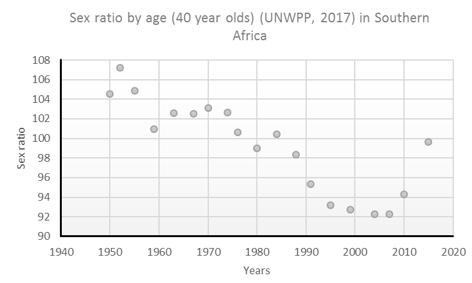 Sex ratio by age (40 year olds) (UNWPP, 2017) in Southern
Africa
108
106
104
102
100
98
96
94
92
90
Sex ratio
1940 1950 1960 1970 1980 1990 2000 2010 2020
Years